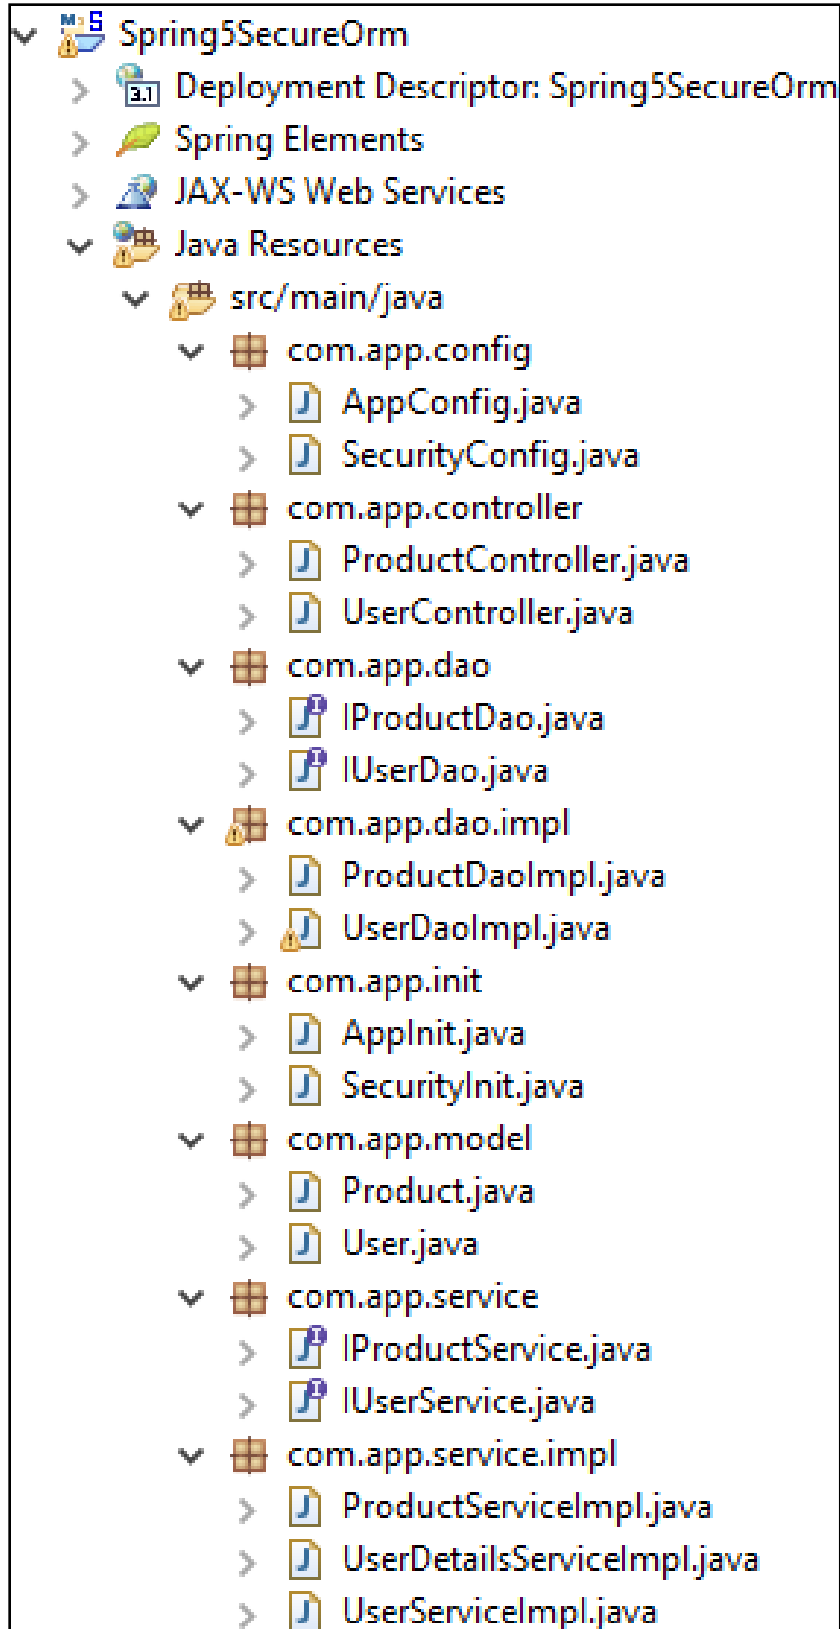 Spring5SecureOrm
Deployment Descriptor: Spring5SecureOrm
Spring Elements
JAX-WS Web Services
Java Resources
src/main/java
com.app.config
AppConfig.java
SecurityConfig.java
com.app.controller
ProductController.java
UserController.java
com.app.dao
IProductDao.java
IUserDao.java
com.app.dao.impl
ProductDaoImpl.java
UserDaoImpl.java
com.app.init
AppInit.java
SecurityInit.java
com.app.model
Product.java
User.java
com.app.service
IProductService.java
IUserService.java
com.app.service.impl
ProductServiceImpl.java
UserDetailsServiceImpl.java
UserServiceImpl.java